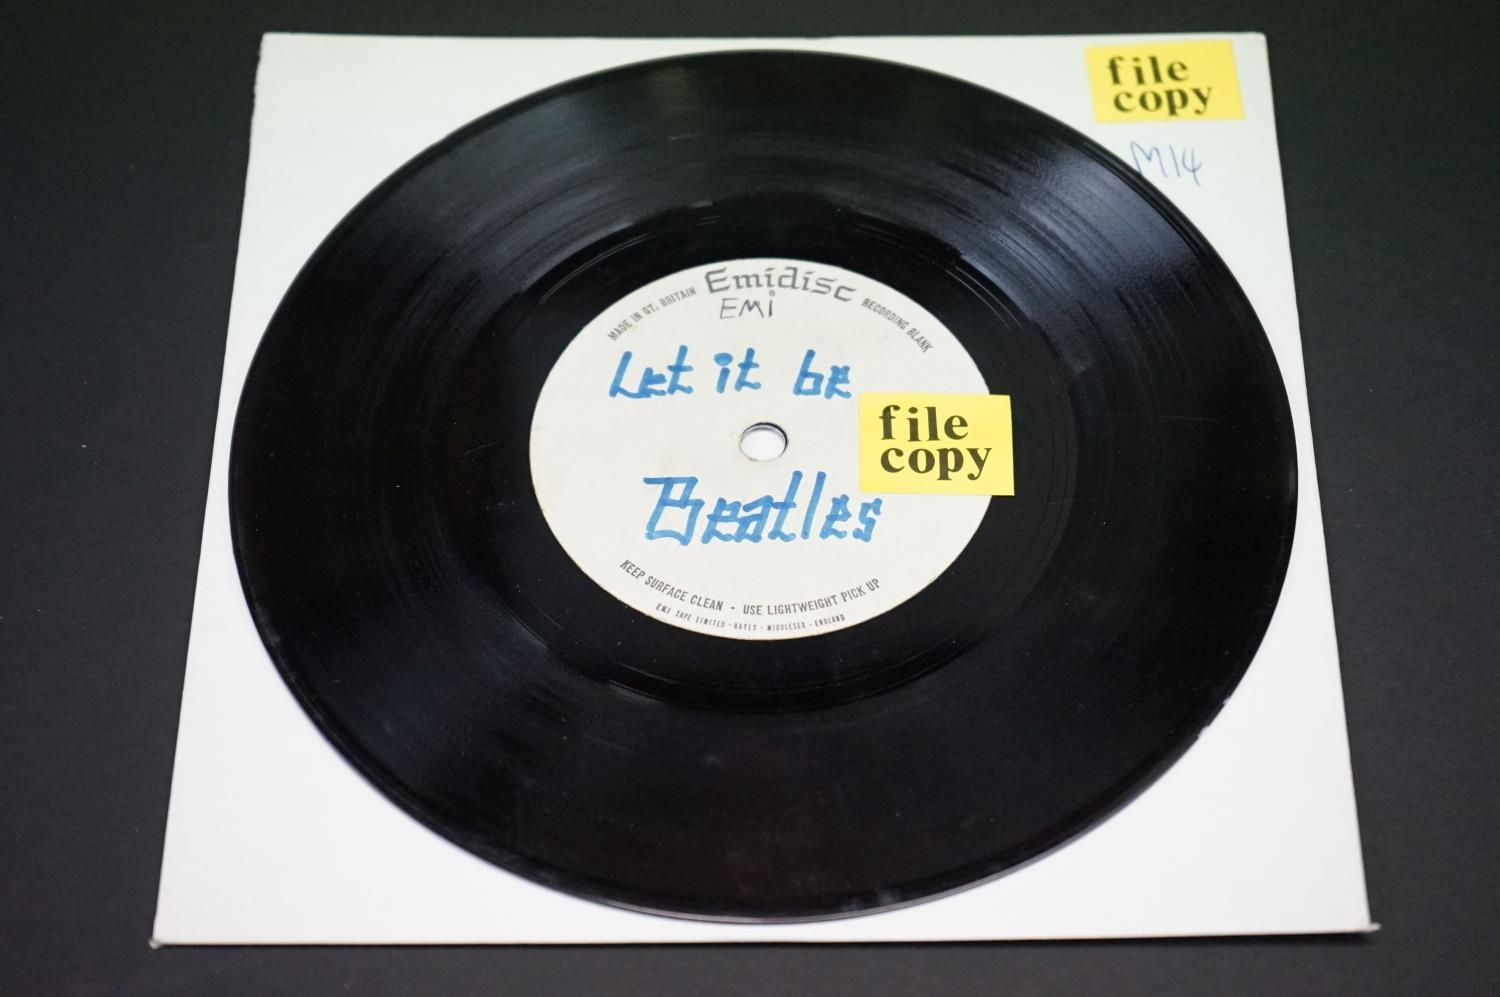 file
copy
M14
Emidisc
MADE IN GT. BRITAIN
RECORDING BLANK
EMI
Let it be
file
copy
Beatles
KEEP SURFACE CLEAN - USE LIGHTWEIGHT PICK UP
E.M.I TAPE LIMITED - HAYES - MIDDLESEX - ENGLAND